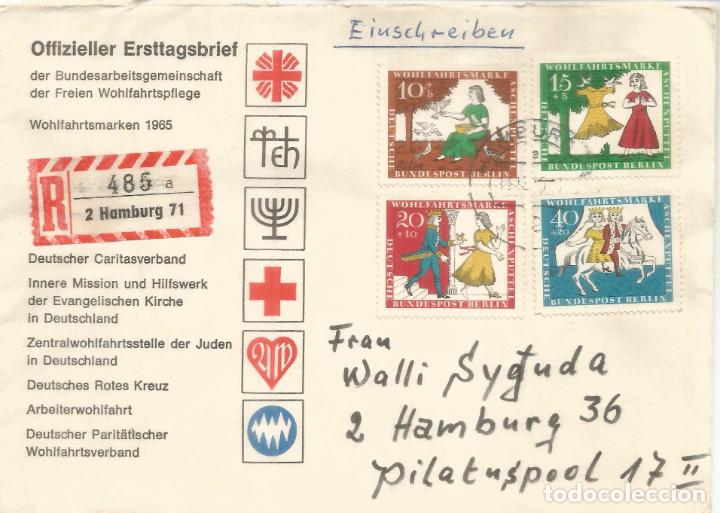 Einschreiben
Offizieller Ersttagsbrief
der Bundesarbeitsgemeinschaft
der Freien Wohlfahrtspflege
Wohlfahrtsmarken 1965
R
485 a
2 Hamburg 71
Deutscher Caritasverband
Innere Mission und Hilfswerk
der Evangelischen Kirche
in Deutschland
Zentralwohlfahrtsstelle der Juden
in Deutschland
Deutsches Rotes Kreuz
Arbeiterwohlfahrt
Deutscher Paritätischer
Wohlfahrtsverband
WOHLFAHRTSMARKE
ASCHENPUTTEL
10+5
DEUTSCHE
BUNDESPOST BERLIN
WOHLFAHRTSMARKE
ASCHENPUTTEL
15+5
DEUTSCHE
BUNDESPOST BERLIN
WOHLFAHRTSMARKE
ASCHENPUTTEL
20+10
DEUTSCHE
BUNDESPOST BERLIN
WOHLFAHRTSMARKE
ASCHENPUTTEL
40+20
DEUTSCHE
BUNDESPOST BERLIN
Frau
Walli Syguda
2 Hamburg 36
Pilatuspool 17 II
todocoleccion.net